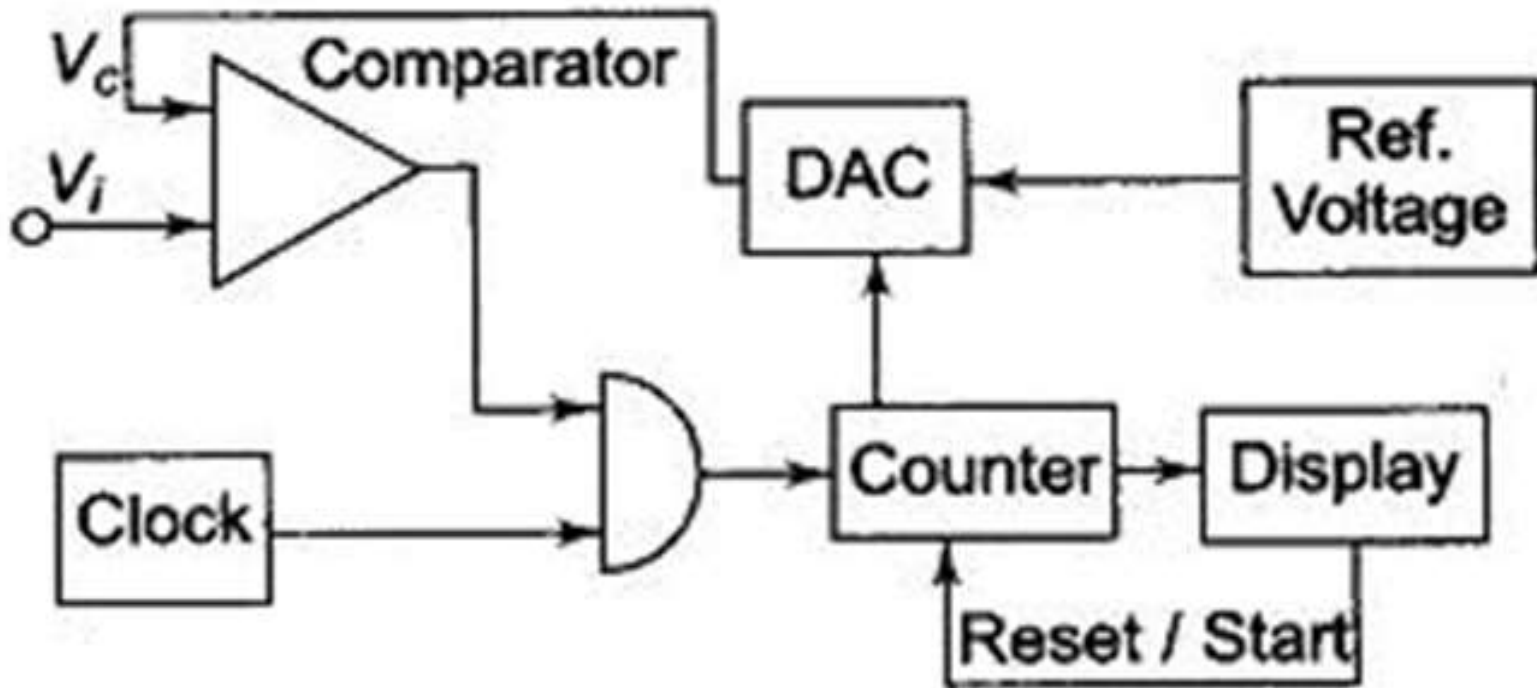 Vc
Comparator
Vi
DAC
Ref.
Voltage
Clock
Counter
Display
Reset / Start